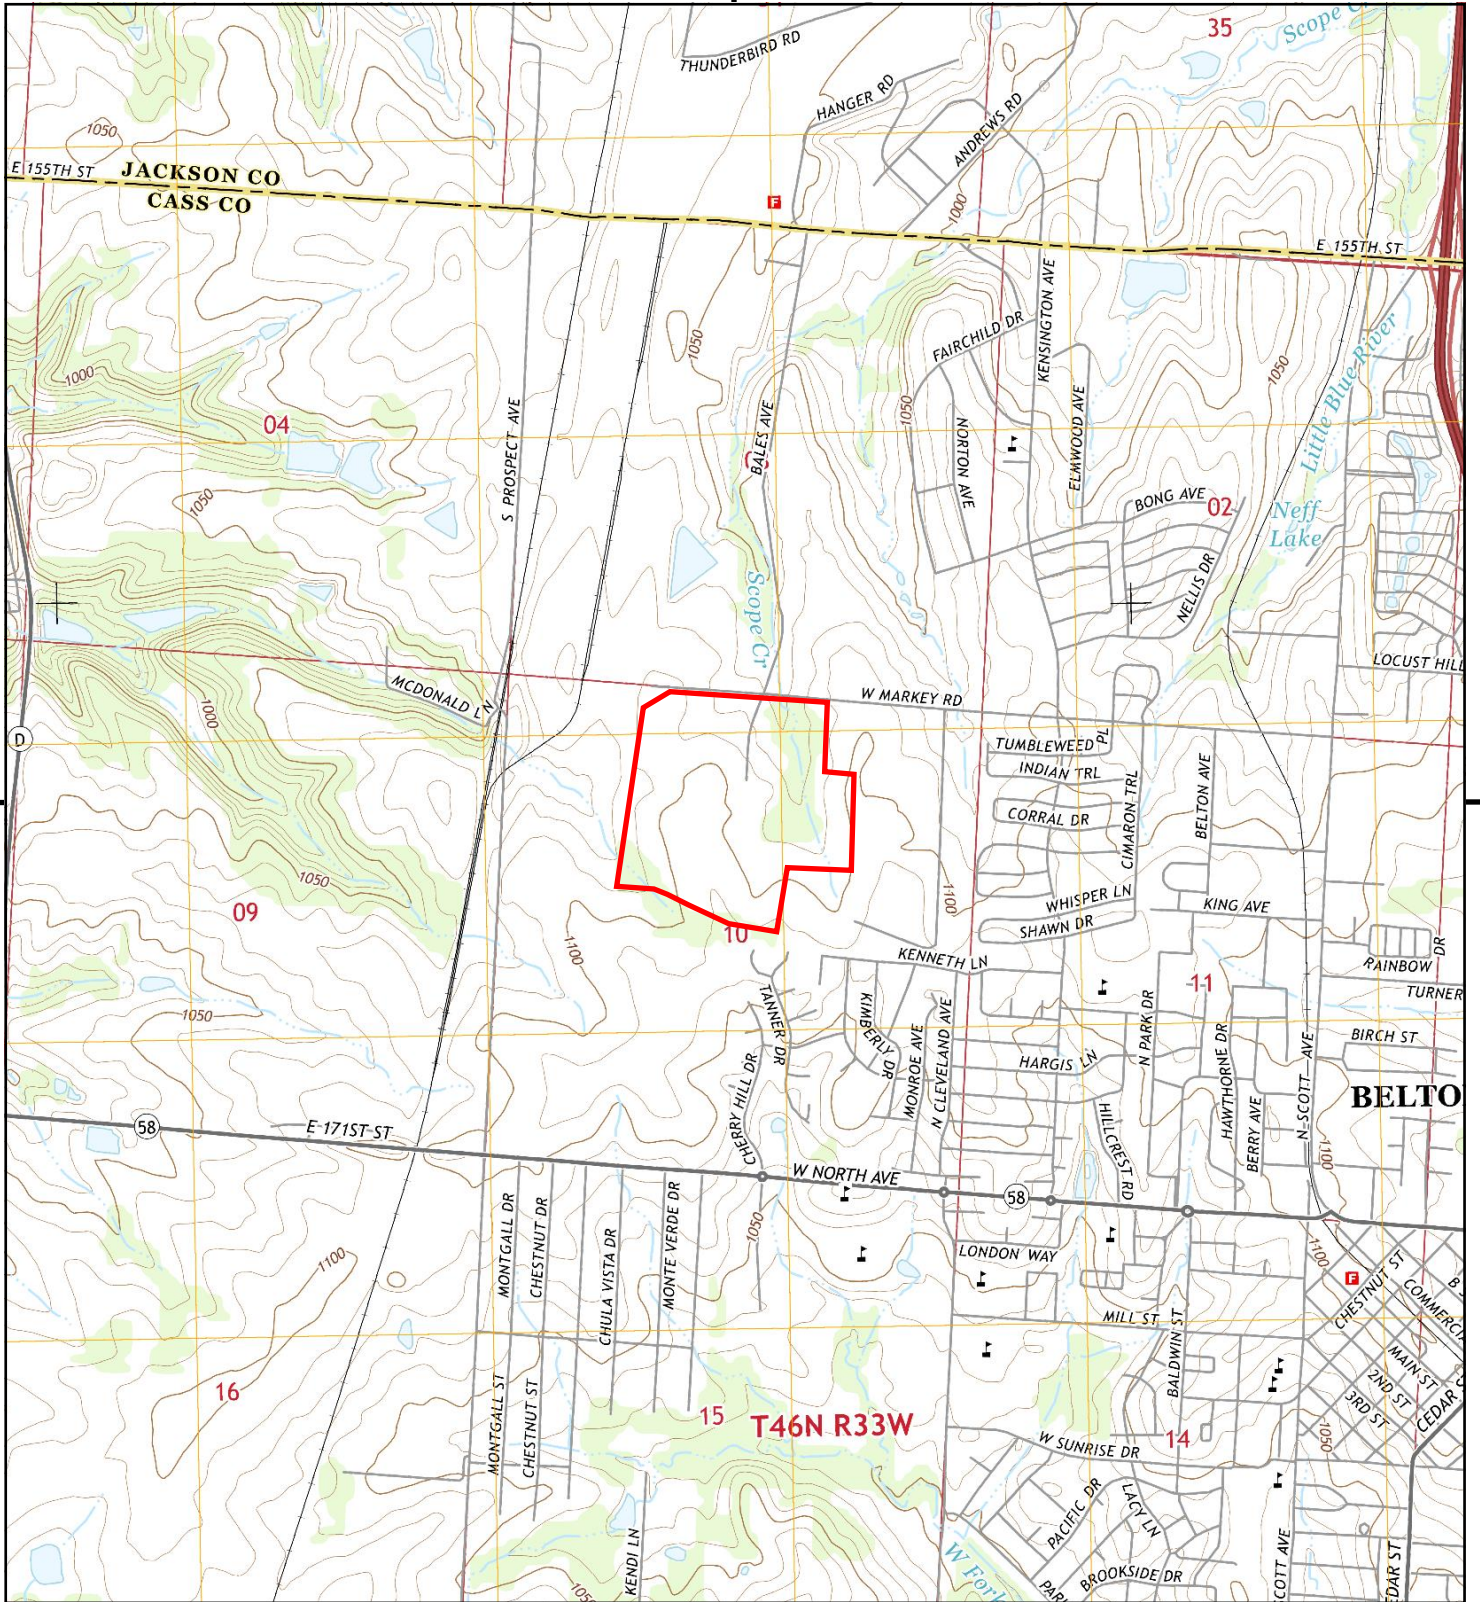 35
Scope C
THUNDERBIRD RD
HANGER RD
ANDREWS RD
1050
E 155TH ST
JACKSON CO
CASS CO
F
1000
E 155TH ST
KENSINGTON AVE
FAIRCHILD DR
1050
1050
Little Blue River
1000
04
S PROSPECT AVE
BALES AVE
1050
NORTON AVE
ELMWOOD AVE
1050
BONG AVE
02
Neff
Lake
NELLIS DR
Scope Cr
LOCUST HILL
MCDONALD LN
W MARKEY RD
1000
D
TUMBLEWEED PL
INDIAN TRL
CORRAL DR
CIMARON TRL
BELTON AVE
1050
09
1100
WHISPER LN
KING AVE
SHAWN DR
10
1100
KENNETH LN
RAINBOW DR
11
TURNER
1050
TANNER DR
KIMBERLY DR
MONROE AVE
N CLEVELAND AVE
N PARK DR
HARGIS LN
HAWTHORNE DR
N SCOTT AVE
BIRCH ST
BELTO
CHERRY HILL DR
HILLCREST RD
BERRY AVE
1100
58
E 171ST ST
W NORTH AVE
58
MONTGALL DR
CHESTNUT DR
CHULA VISTA DR
MONTE VERDE DR
1050
1100
LONDON WAY
1100
F
CHESTNUT ST
COMMERCIA
B S
MILL ST
BALDWIN ST
MAIN ST
2ND ST
3RD ST
CEDAR S
16
MONTGALL ST
CHESTNUT ST
15
T46N R33W
W SUNRISE DR
14
1050
PACIFIC DR
LACY LN
KENDI LN
1050
W Fork
PAR
BROOKSIDE DR
SCOTT AVE
EDAR ST